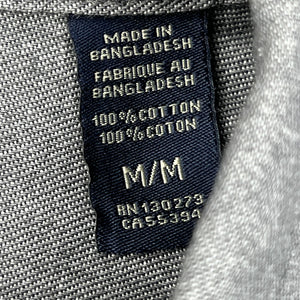 MADE IN
BANGLADESH
FABRIQUE AU
BANGLADESH
100% COTTON
100% COTON
M/M
RN 130273
CA 55394